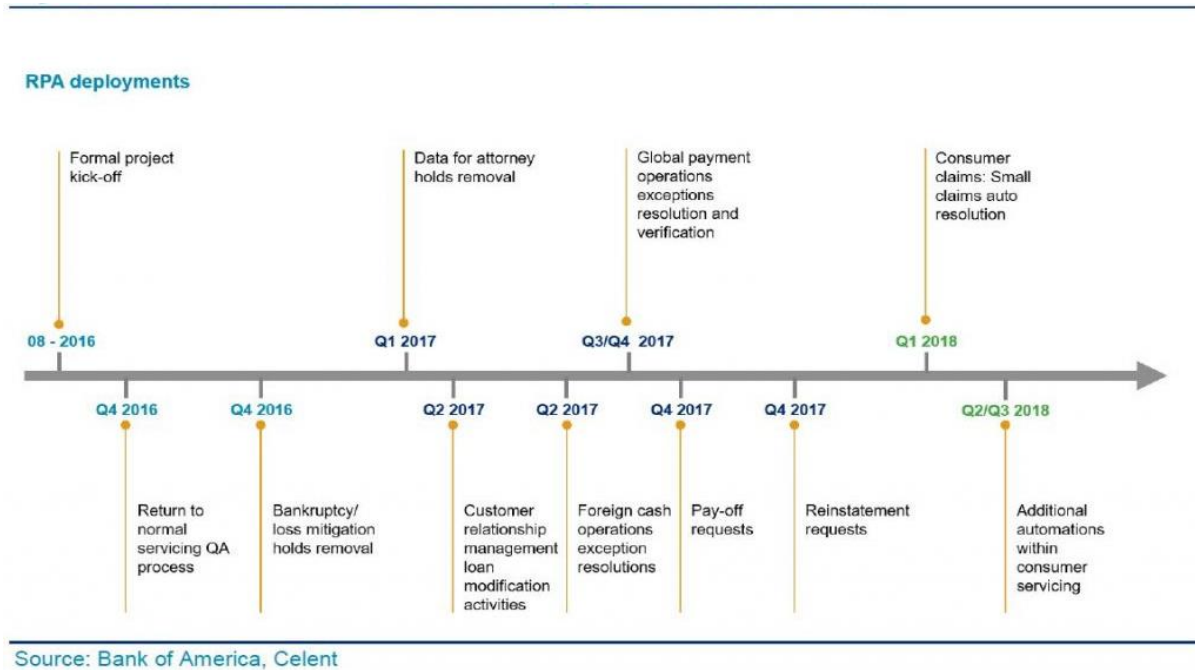 RPA deployments
Formal project
kick-off
Data for attorney
holds removal
Global payment
operations
exceptions
resolution and
verification
Consumer
claims: Small
claims auto
resolution
08 - 2016
Q1 2017
Q3/Q4 2017
Q1 2018
Q4 2016
Q4 2016
Q2 2017
Q2 2017
Q4 2017
Q4 2017
Q2/Q3 2018
Return to
normal
servicing QA
process
Bankruptcy/
loss mitigation
holds removal
Customer
relationship
management
loan
modification
activities
Foreign cash
operations
exception
resolutions
Pay-off
requests
Reinstatement
requests
Additional
automations
within
consumer
servicing
Source: Bank of America, Celent